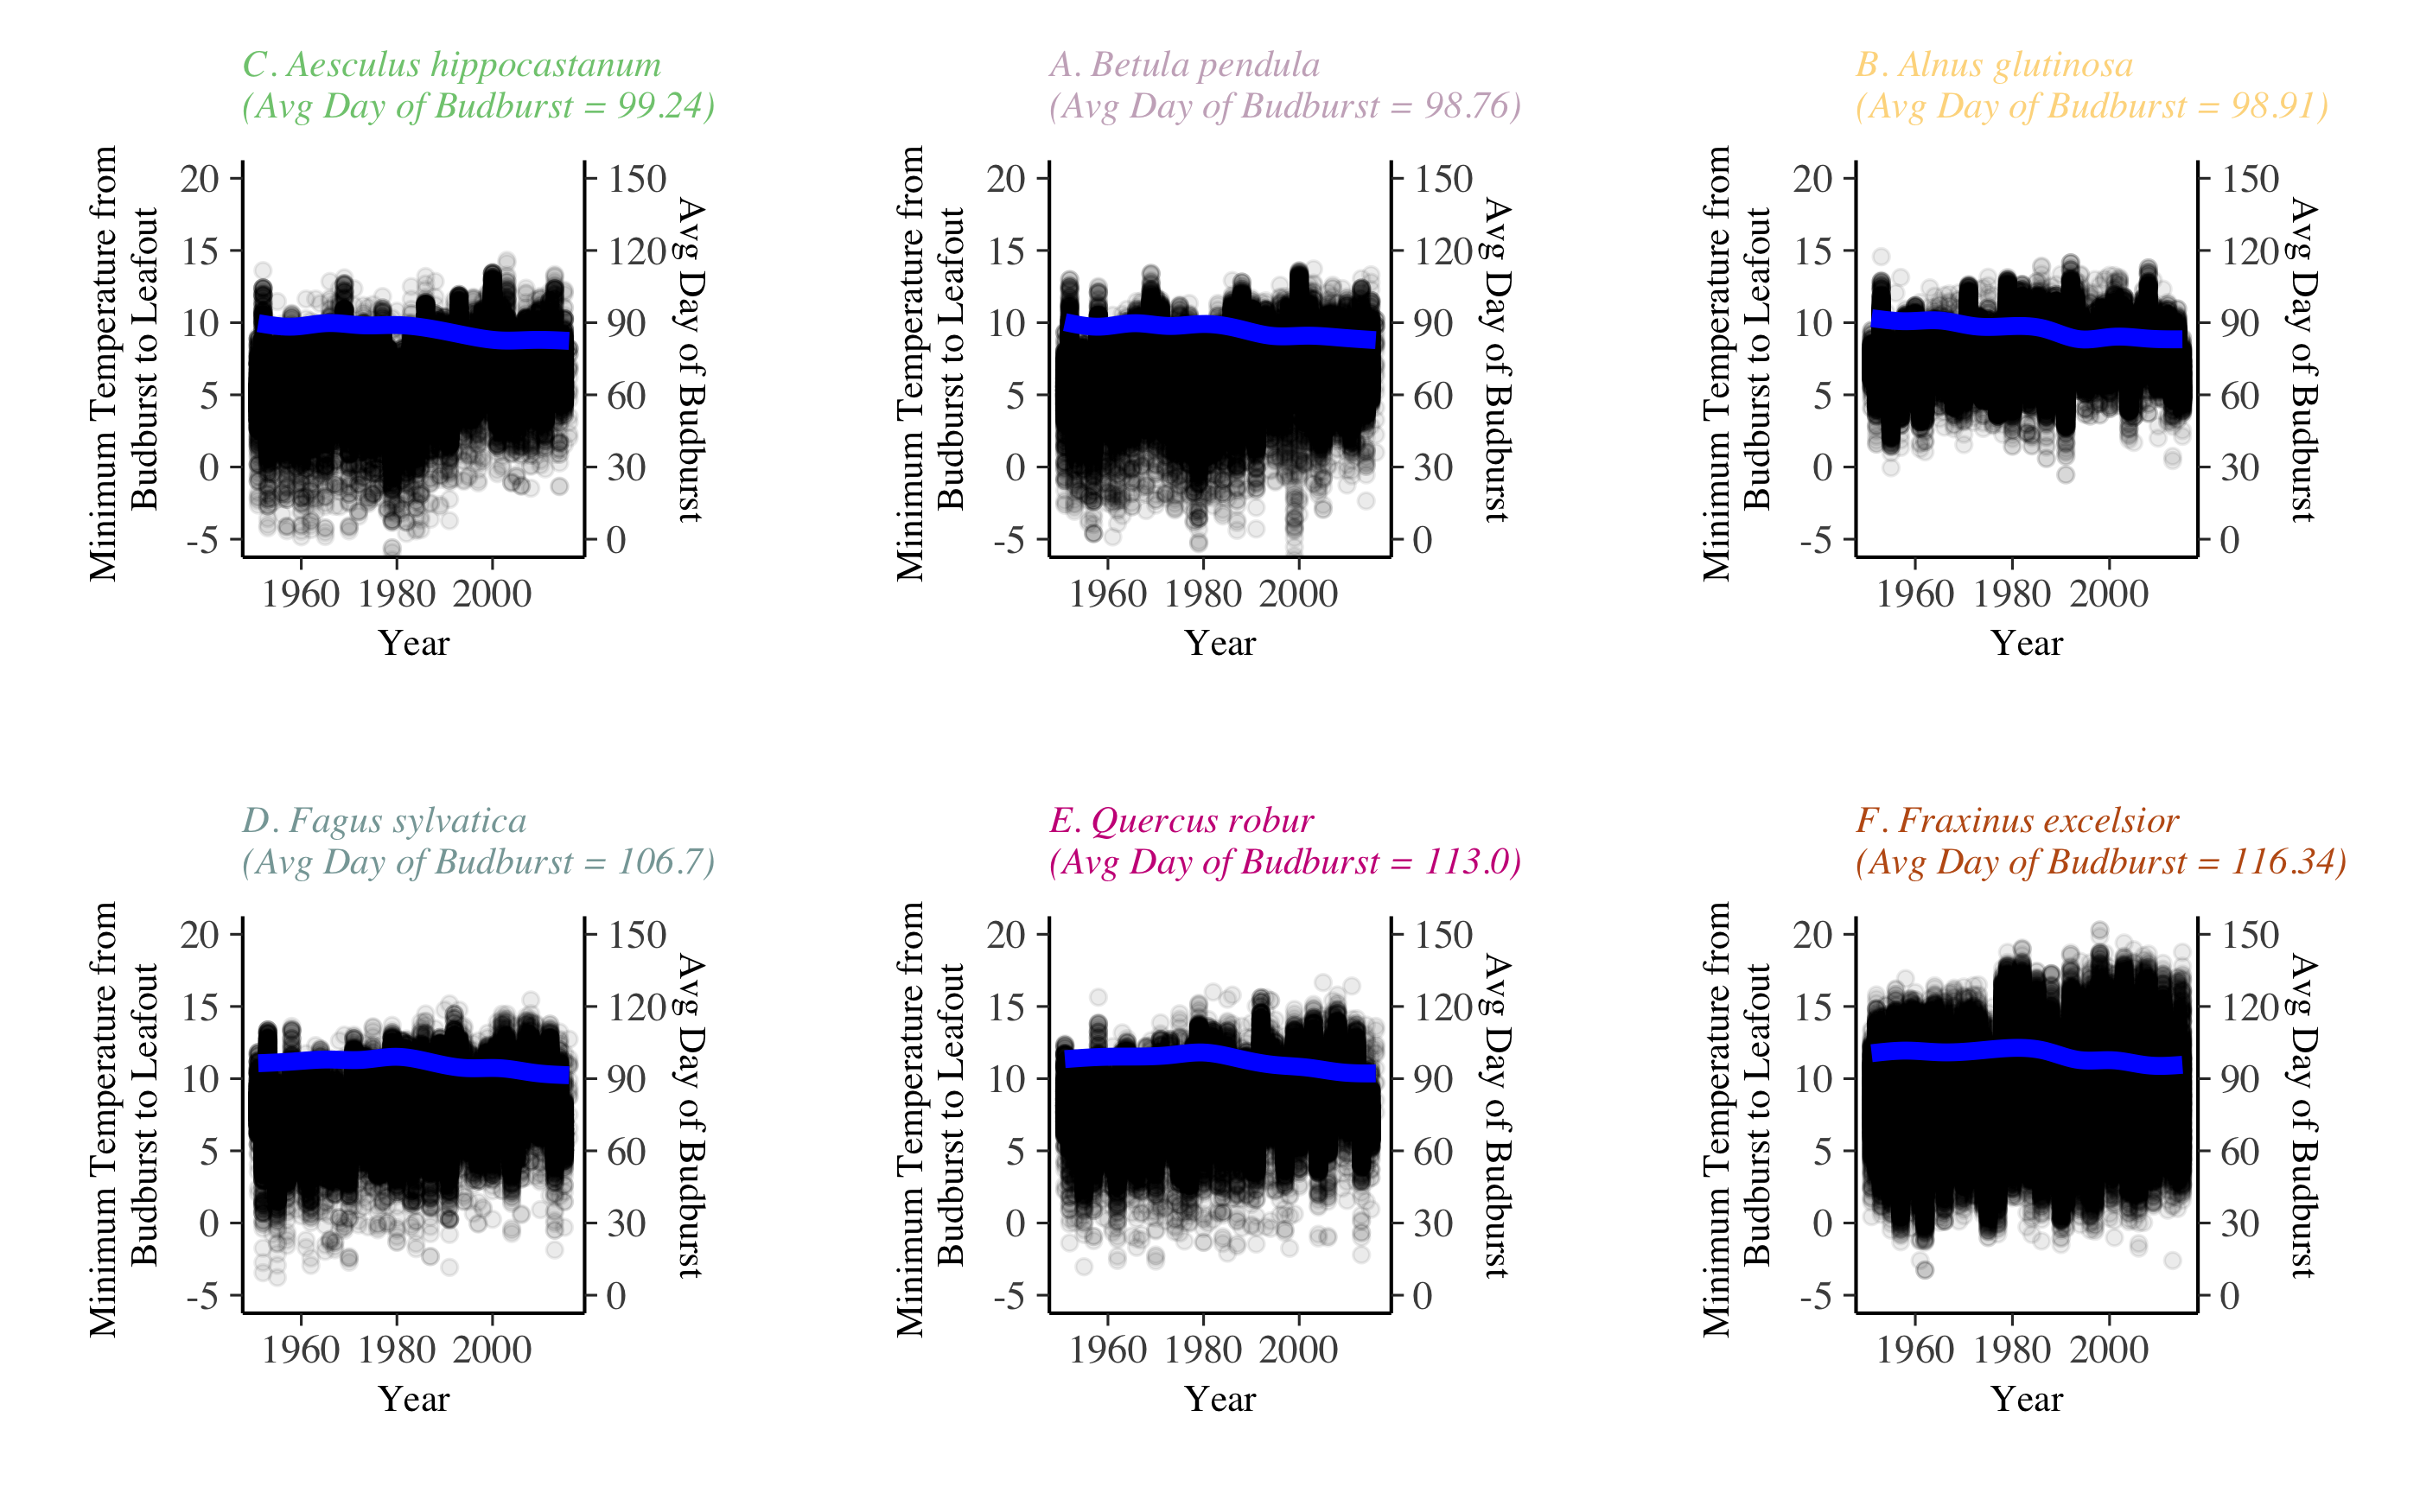 C. Aesculus hippocastanum
(Avg Day of Budburst = 99.24)
Minimum Temperature from
Budburst to Leafout
20
15
10
5
0
-5
150
120
90
60
30
0
Avg Day of Budburst
1960 1980 2000
Year
A. Betula pendula
(Avg Day of Budburst = 98.76)
Minimum Temperature from
Budburst to Leafout
20
15
10
5
0
-5
150
120
90
60
30
0
Avg Day of Budburst
1960 1980 2000
Year
B. Alnus glutinosa
(Avg Day of Budburst = 98.91)
Minimum Temperature from
Budburst to Leafout
20
15
10
5
0
-5
150
120
90
60
30
0
Avg Day of Budburst
1960 1980 2000
Year
D. Fagus sylvatica
(Avg Day of Budburst = 106.7)
Minimum Temperature from
Budburst to Leafout
20
15
10
5
0
-5
150
120
90
60
30
0
Avg Day of Budburst
1960 1980 2000
Year
E. Quercus robur
(Avg Day of Budburst = 113.0)
Minimum Temperature from
Budburst to Leafout
20
15
10
5
0
-5
150
120
90
60
30
0
Avg Day of Budburst
1960 1980 2000
Year
F. Fraxinus excelsior
(Avg Day of Budburst = 116.34)
Minimum Temperature from
Budburst to Leafout
20
15
10
5
0
-5
150
120
90
60
30
0
Avg Day of Budburst
1960 1980 2000
Year